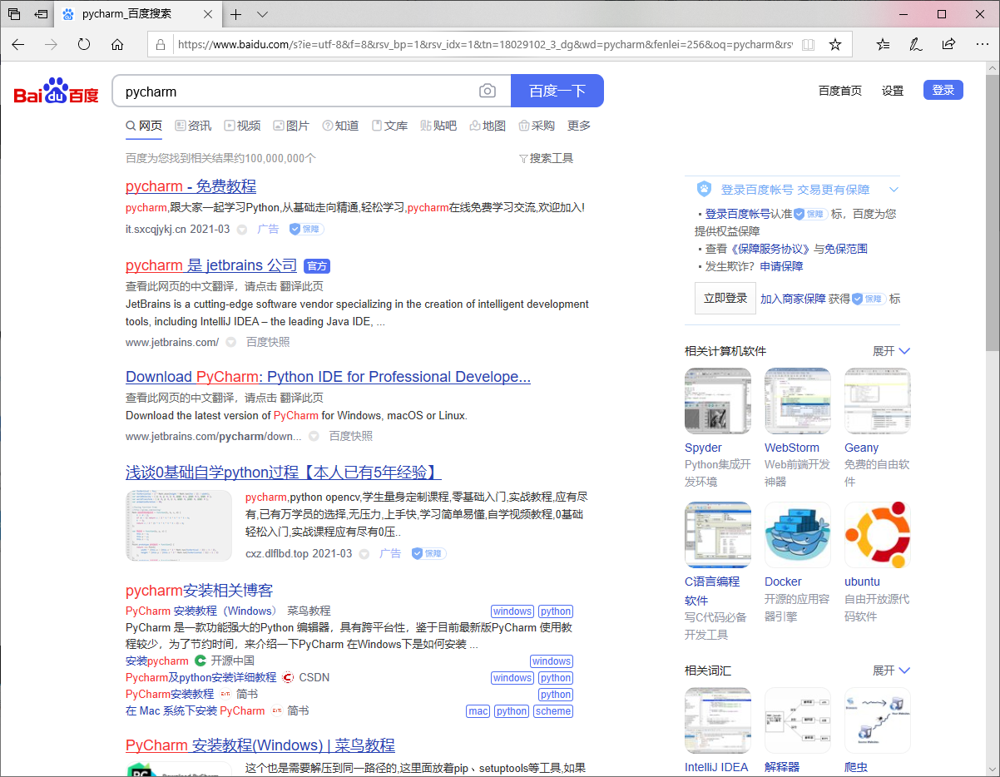 pycharm_百度搜索
https://www.baidu.com/s?ie=utf-8&f=8&rsv_bp=1&rsv_idx=1&tn=18029102_3_dg&wd=pycharm&fenlei=256&oq=pycharm&rsv
Bai du 百度
pycharm
百度一下
百度首页 设置 登录
网页 资讯 视频 图片 知道 文库 贴吧 地图 采购 更多
百度为您找到相关结果约100,000,000个
搜索工具
pycharm - 免费教程
pycharm,跟大家一起学习Python,从基础走向精通,轻松学习,pycharm在线免费学习交流,欢迎加入!
it.sxcqjykj.cn 2021-03 广告 保障
pycharm 是 jetbrains 公司 官方
查看此网页的中文翻译，请点击 翻译此页
JetBrains is a cutting-edge software vendor specializing in the creation of intelligent development
tools, including IntelliJ IDEA – the leading Java IDE, ...
www.jetbrains.com/ 百度快照
Download PyCharm: Python IDE for Professional Develope...
查看此网页的中文翻译，请点击 翻译此页
Download the latest version of PyCharm for Windows, macOS or Linux.
www.jetbrains.com/pycharm/down... 百度快照
浅谈0基础自学python过程【本人已有5年经验】
pycharm,python opencv,学生量身定制课程,零基础入门,实战教程,应有尽
有,已有万学员的选择,无压力,上手快,学习简单易懂,自学视频教程,0基础
轻松入门,实战课程应有尽有0压..
cxz.dlflbd.top 2021-03 广告 保障
pycharm安装相关博客
PyCharm 安装教程（Windows） 菜鸟教程 windows python
PyCharm 是一款功能强大的Python 编辑器，具有跨平台性，鉴于目前最新版PyCharm 使用教
程较少，为了节约时间，来介绍一下PyCharm 在Windows下是如何安装 ...
安装pycharm 开源中国 windows
Pycharm及python安装详细教程 CSDN windows python
PyCharm安装教程 简书 python
在 Mac 系统下安装 PyCharm 简书 mac python scheme
PyCharm 安装教程(Windows) | 菜鸟教程
PC Download PyCharm
这个也是需要解压到同一路径的,这里面放着pip、setuptools等工具,如果
登录百度帐号 交易更有保障
· 登录百度帐号认准 保障 标，百度为您
提供权益保障
· 查看《保障服务协议》与免保范围
· 发生欺诈？申请保障
立即登录 加入商家保障 获得 保障 标
相关计算机软件 展开
Spyder WebStorm Geany
Python集成开 Web前端开发 免费的自由软
发环境 神器 件
C语言编程 Docker ubuntu
软件 开源的应用容 自由开放源代
写C代码必备 器引擎 码软件
开发工具
相关词汇 展开
IntelliJ IDEA 解释器 爬虫